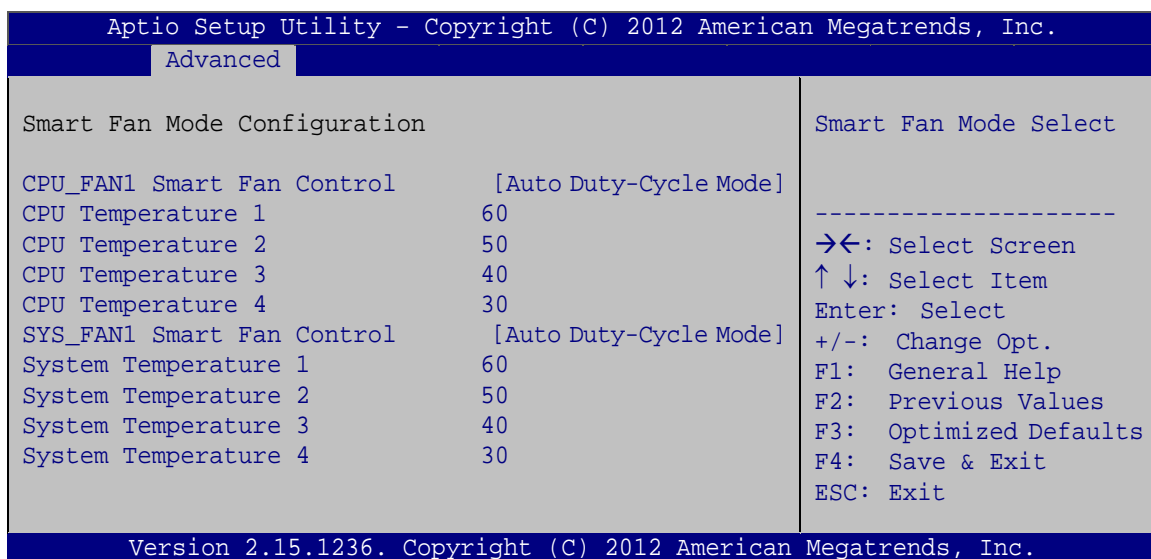 Aptio Setup Utility – Copyright (C) 2012 American Megatrends, Inc.
Advanced
Smart Fan Mode Configuration
CPU_FAN1 Smart Fan Control [Auto Duty-Cycle Mode]
CPU Temperature 1 60
CPU Temperature 2 50
CPU Temperature 3 40
CPU Temperature 4 30
SYS_FAN1 Smart Fan Control [Auto Duty-Cycle Mode]
System Temperature 1 60
System Temperature 2 50
System Temperature 3 40
System Temperature 4 30
Smart Fan Mode Select
---------------------
→←: Select Screen
↑ ↓: Select Item
Enter: Select
+/-: Change Opt.
F1: General Help
F2: Previous Values
F3: Optimized Defaults
F4: Save & Exit
ESC: Exit
Version 2.15.1236. Copyright (C) 2012 American Megatrends, Inc.